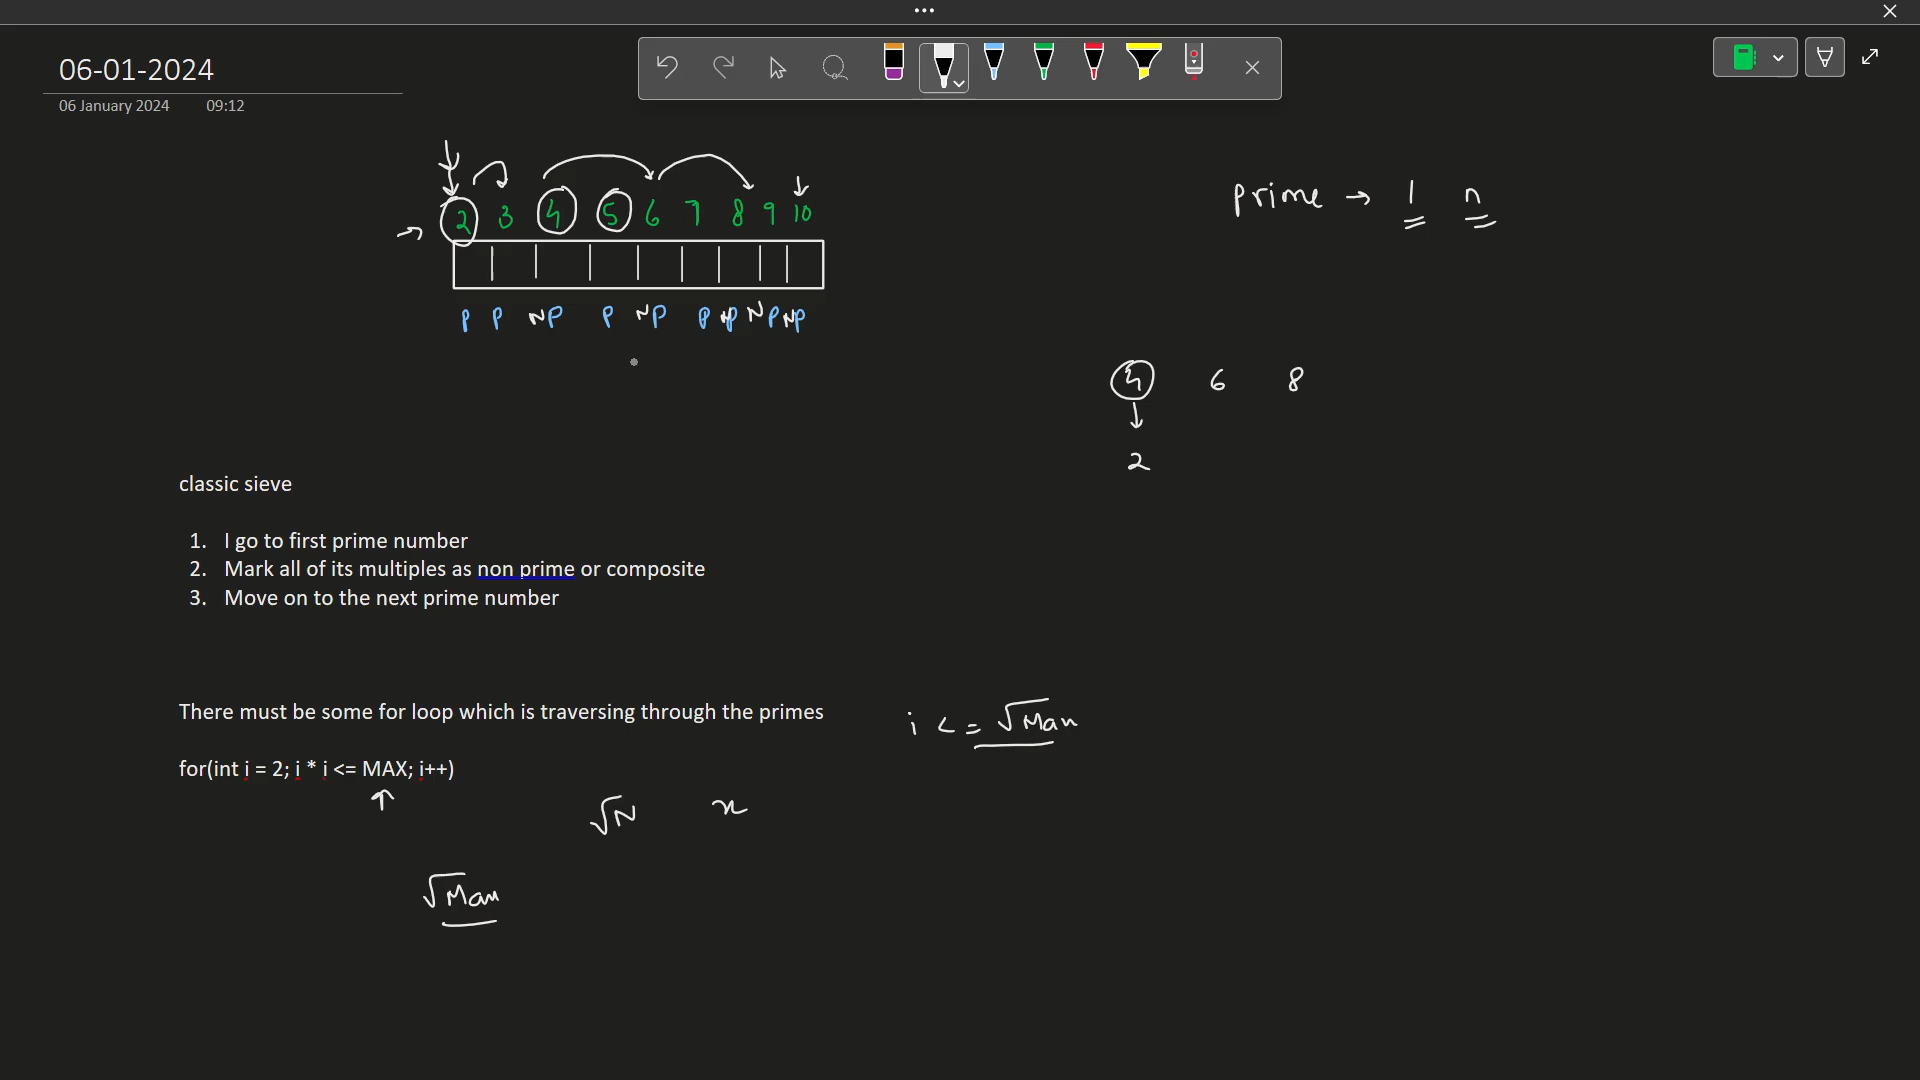 06-01-2024
06 January 2024 09:12
2 3 4 5 6 7 8 9 10
P P NP P NP P NP NP NP
Prime → 1 n
4 6 8
2
classic sieve
1. I go to first prime number
2. Mark all of its multiples as non prime or composite
3. Move on to the next prime number
There must be some for loop which is traversing through the primes
i <= √Max
for(int i = 2; i * i <= MAX; i++)
√N x
√Max